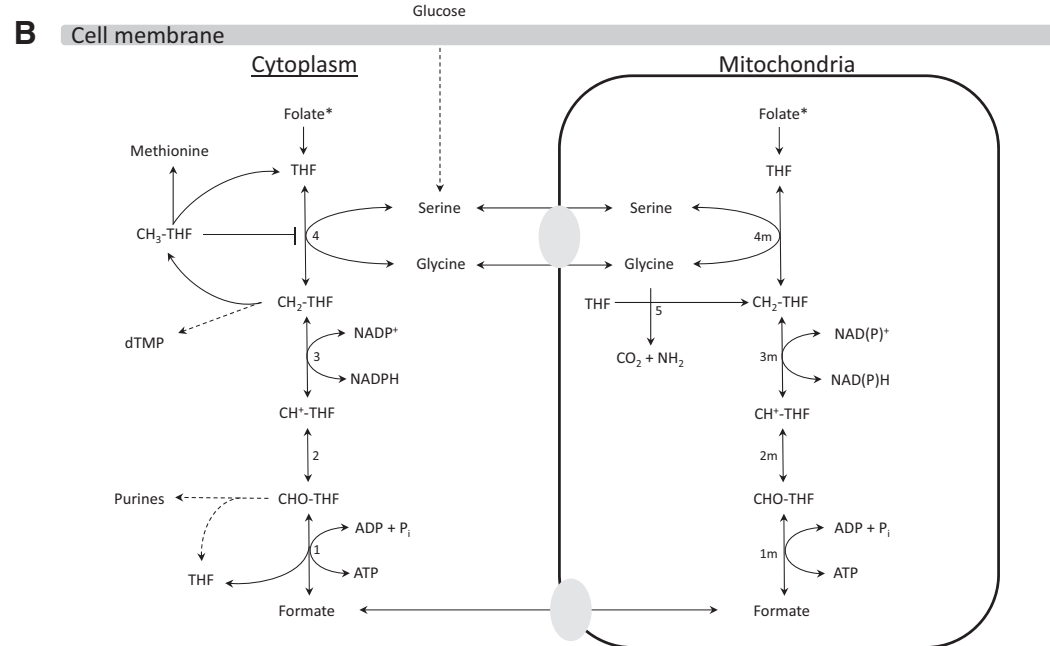 Glucose
B
Cell membrane
Cytoplasm
Mitochondria
Folate*
Folate*
Methionine
THF
THF
Serine
Serine
CH₃-THF
4
4m
Glycine
Glycine
CH₂-THF
THF
CH₂-THF
5
dTMP
NADP⁺
NAD(P)⁺
3
CO₂ + NH₂
3m
NADPH
NAD(P)H
CH⁺-THF
CH⁺-THF
2
2m
Purines
CHO-THF
CHO-THF
ADP + Pᵢ
ADP + Pᵢ
1
1m
THF
ATP
ATP
Formate
Formate